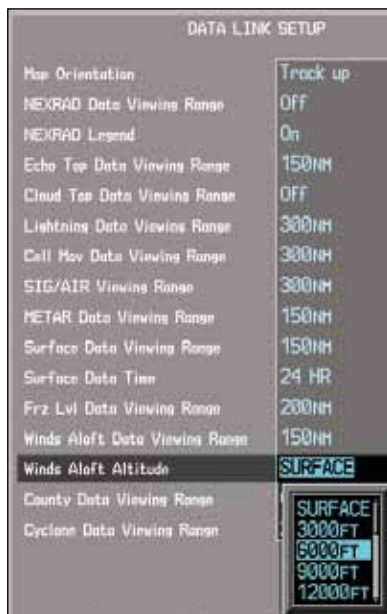 DATA LINK SETUP
Map Orientation Track up
NEXRAD Data Viewing Range Off
NEXRAD Legend On
Echo Top Data Viewing Range 150NM
Cloud Top Data Viewing Range Off
Lightning Data Viewing Range 300NM
Cell Mov Data Viewing Range 300NM
SIG/AIR Viewing Range 300NM
METAR Data Viewing Range 150NM
Surface Data Viewing Range 150NM
Surface Data Time 24 HR
Frz Lvl Data Viewing Range 200NM
Winds Aloft Data Viewing Range 150NM
Winds Aloft Altitude SURFACE
County Data Viewing Range
Cyclone Data Viewing Range
SURFACE
3000FT
6000FT
9000FT
12000FT